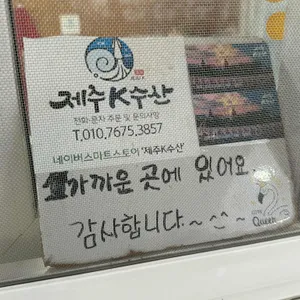 제주K수산
전화·문자 주문 및 문의사항
T.010.7675.3857
네이버스마트스토어 '제주K수산'
가까운 곳에 있어요.
감사합니다~^^~
Queen